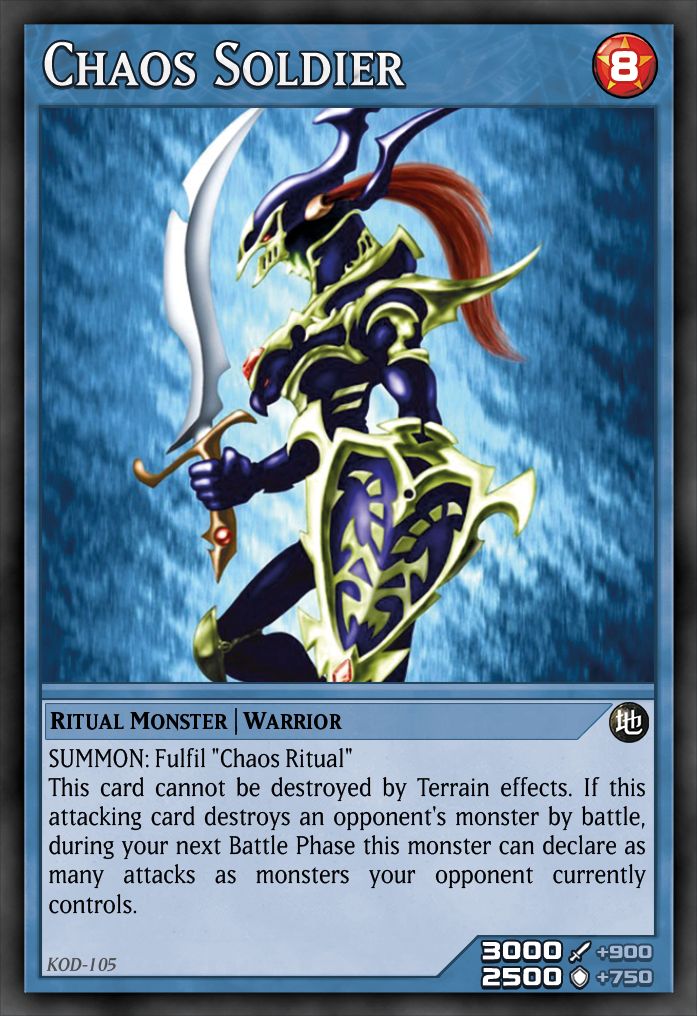 Chaos Soldier
8
Ritual Monster | Warrior
地
SUMMON: Fulfil "Chaos Ritual"
This card cannot be destroyed by Terrain effects. If this
attacking card destroys an opponent's monster by battle,
during your next Battle Phase this monster can declare as
many attacks as monsters your opponent currently
controls.
3000 +900
KOD-105
2500 +750